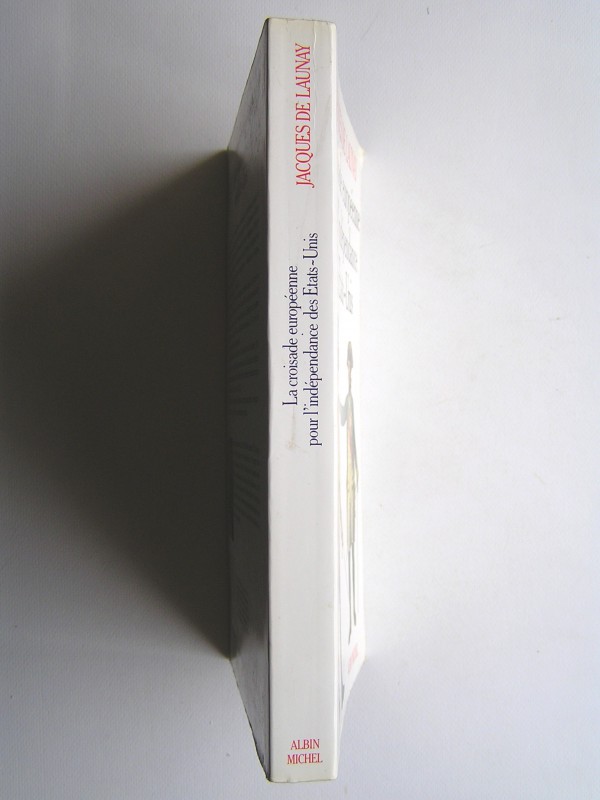 JACQUES DE LAUNAY
La croisade européenne
pour l'indépendance des Etats-Unis
ALBIN
MICHEL